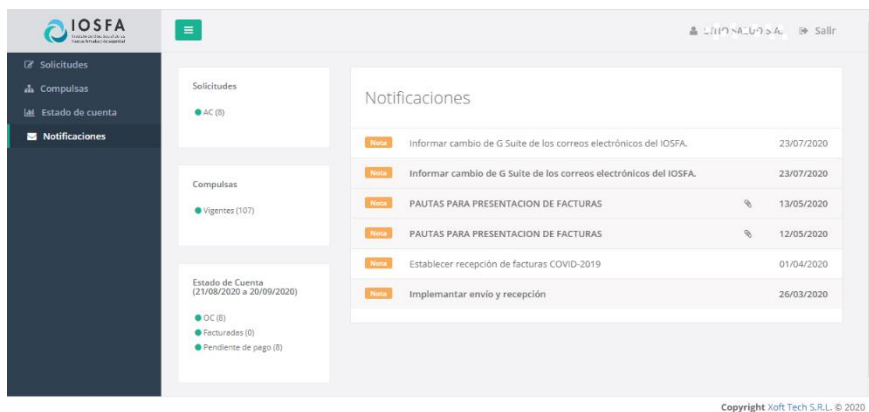 IOSFA
Salir
Solicitudes
Compulsas
Estado de cuenta
Notificaciones
Solicitudes
AC (8)
Compulsas
Vigentes (107)
Estado de Cuenta
(21/08/2020 a 20/09/2020)
OC (8)
Facturadas (0)
Pendiente de pago (8)
Notificaciones
Nota Informar cambio de G Suite de los correos electrónicos del IOSFA. 23/07/2020
Nota Informar cambio de G Suite de los correos electrónicos del IOSFA. 23/07/2020
Nota PAUTAS PARA PRESENTACION DE FACTURAS 13/05/2020
Nota PAUTAS PARA PRESENTACION DE FACTURAS 12/05/2020
Nota Establecer recepción de facturas COVID-2019 01/04/2020
Nota Implemantar envío y recepción 26/03/2020
Copyright Xoft Tech S.R.L. © 2020